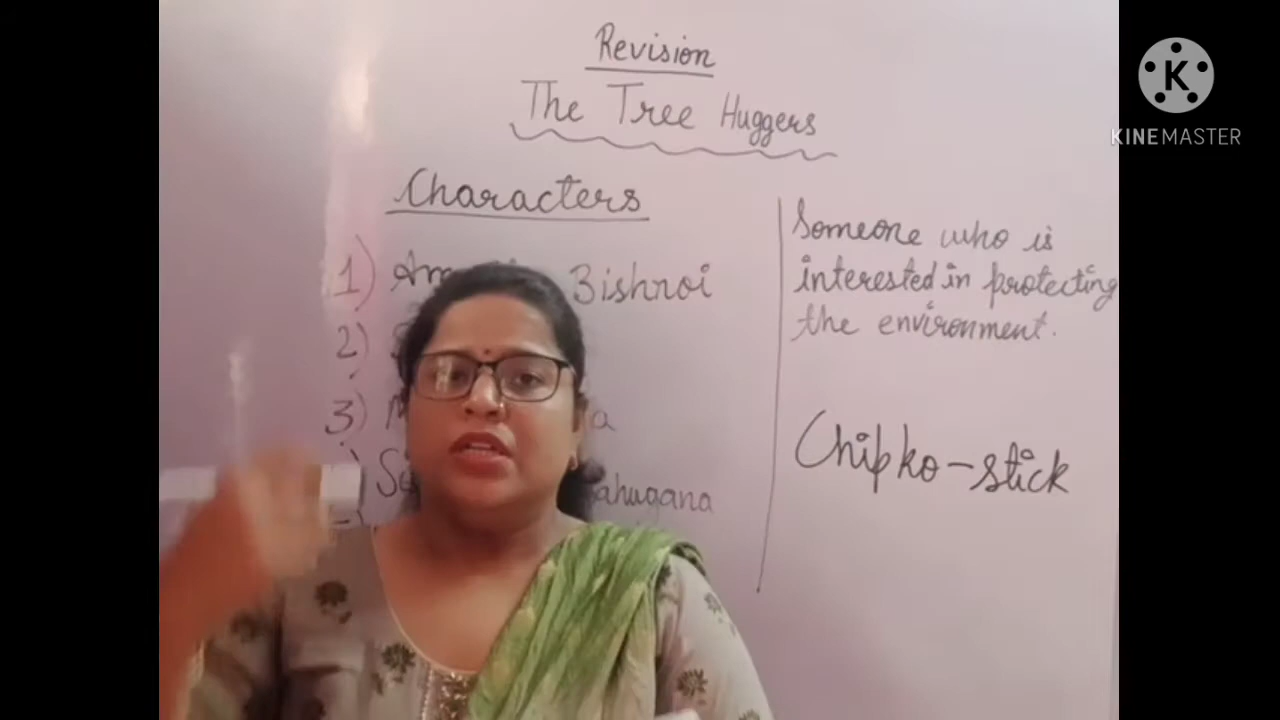 Revision
The Tree Huggers
Characters
1) Bishnoi
2)
3)
ahugana
Someone who is
interested in protecting
the environment.
Chipko-stick
K
KINEMASTER